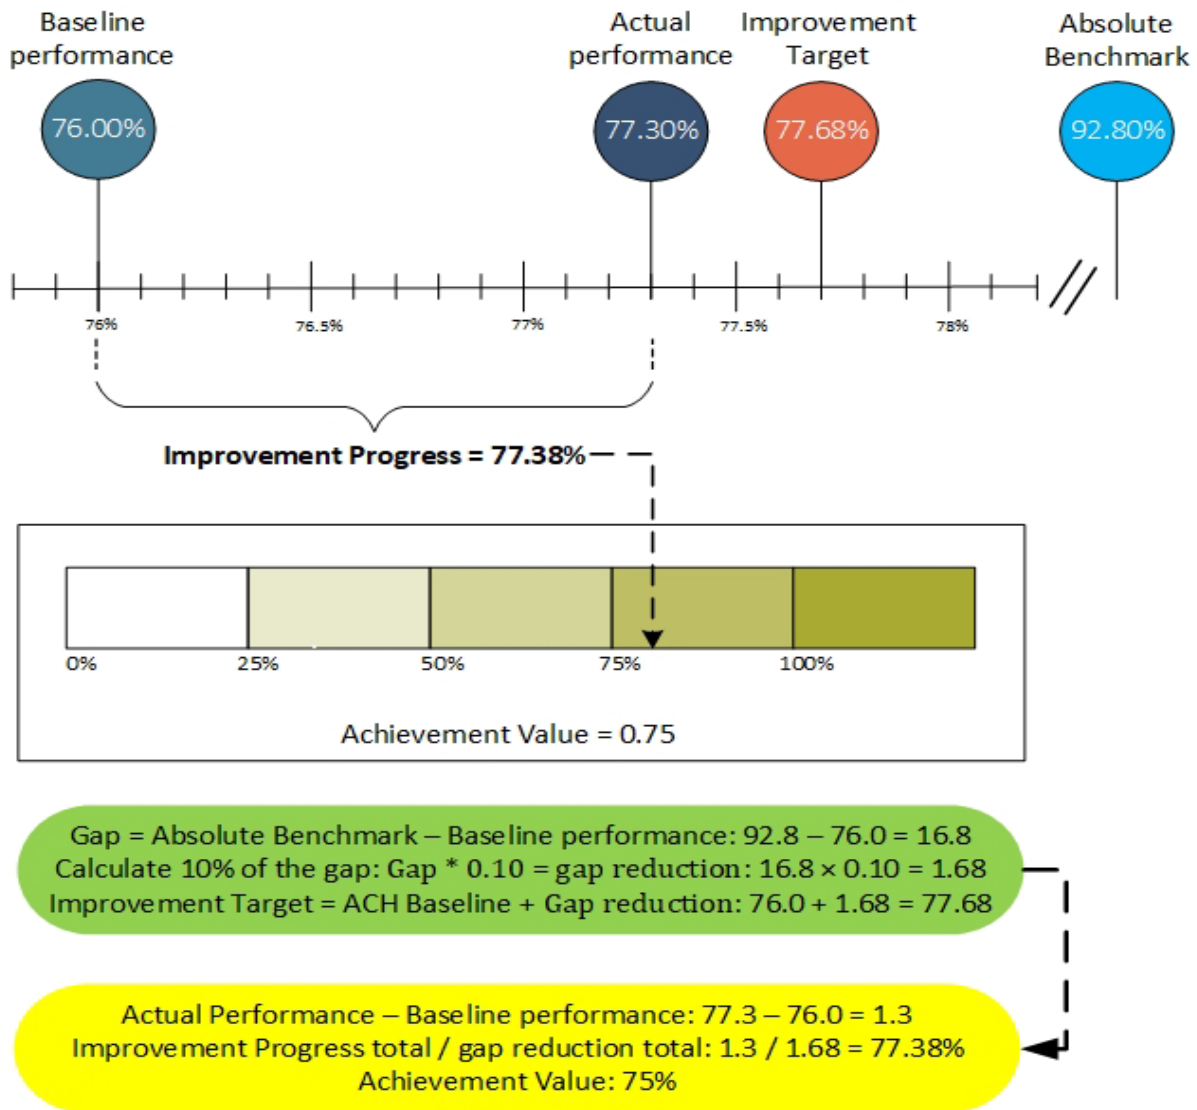 Baseline performance
Actual performance
Improvement Target
Absolute Benchmark
76.00%
77.30%
77.68%
92.80%
76%
76.5%
77%
77.5%
78%
Improvement Progress = 77.38%
0%
25%
50%
75%
100%
Achievement Value = 0.75
Gap = Absolute Benchmark – Baseline performance: 92.8 – 76.0 = 16.8
Calculate 10% of the gap: Gap * 0.10 = gap reduction: 16.8 × 0.10 = 1.68
Improvement Target = ACH Baseline + Gap reduction: 76.0 + 1.68 = 77.68
Actual Performance – Baseline performance: 77.3 – 76.0 = 1.3
Improvement Progress total / gap reduction total: 1.3 / 1.68 = 77.38%
Achievement Value: 75%